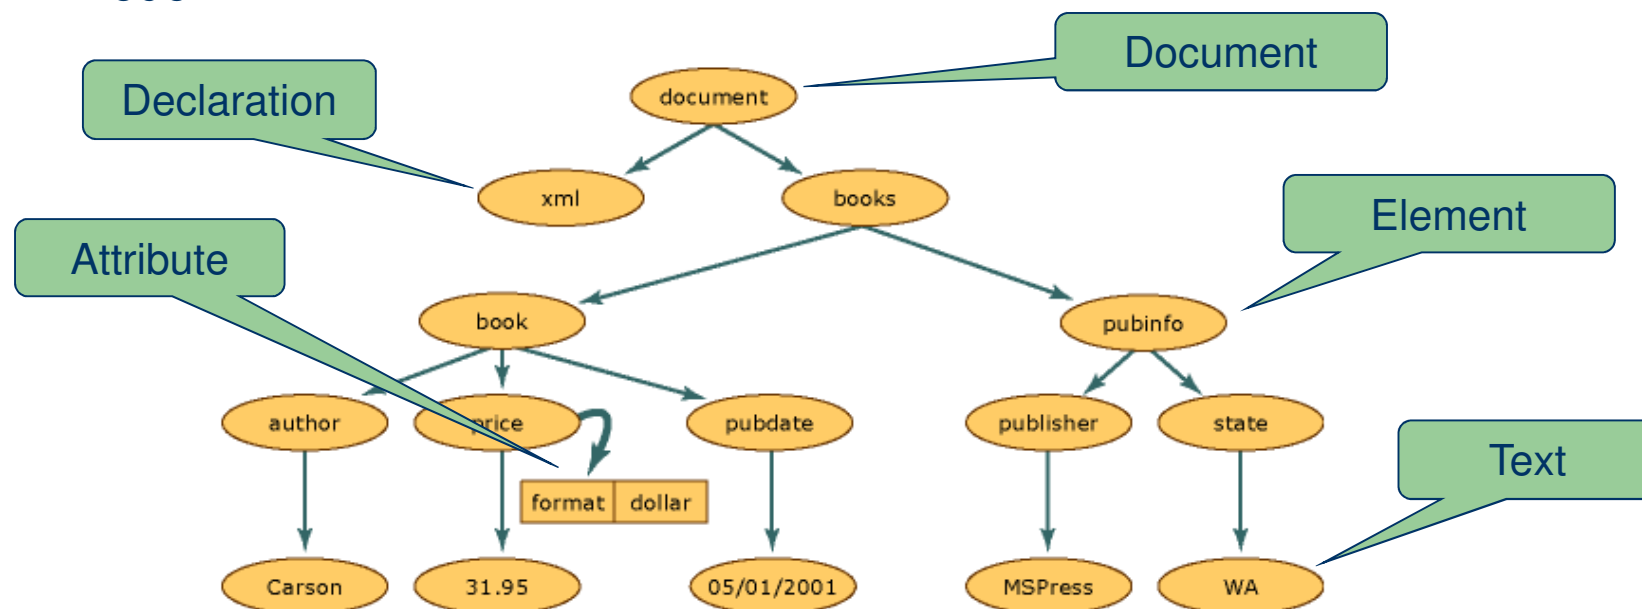 Document
document
Declaration
xml
books
Element
Attribute
book
pubinfo
author
price
pubdate
publisher
state
Text
format dollar
Carson
31.95
05/01/2001
MSPress
WA